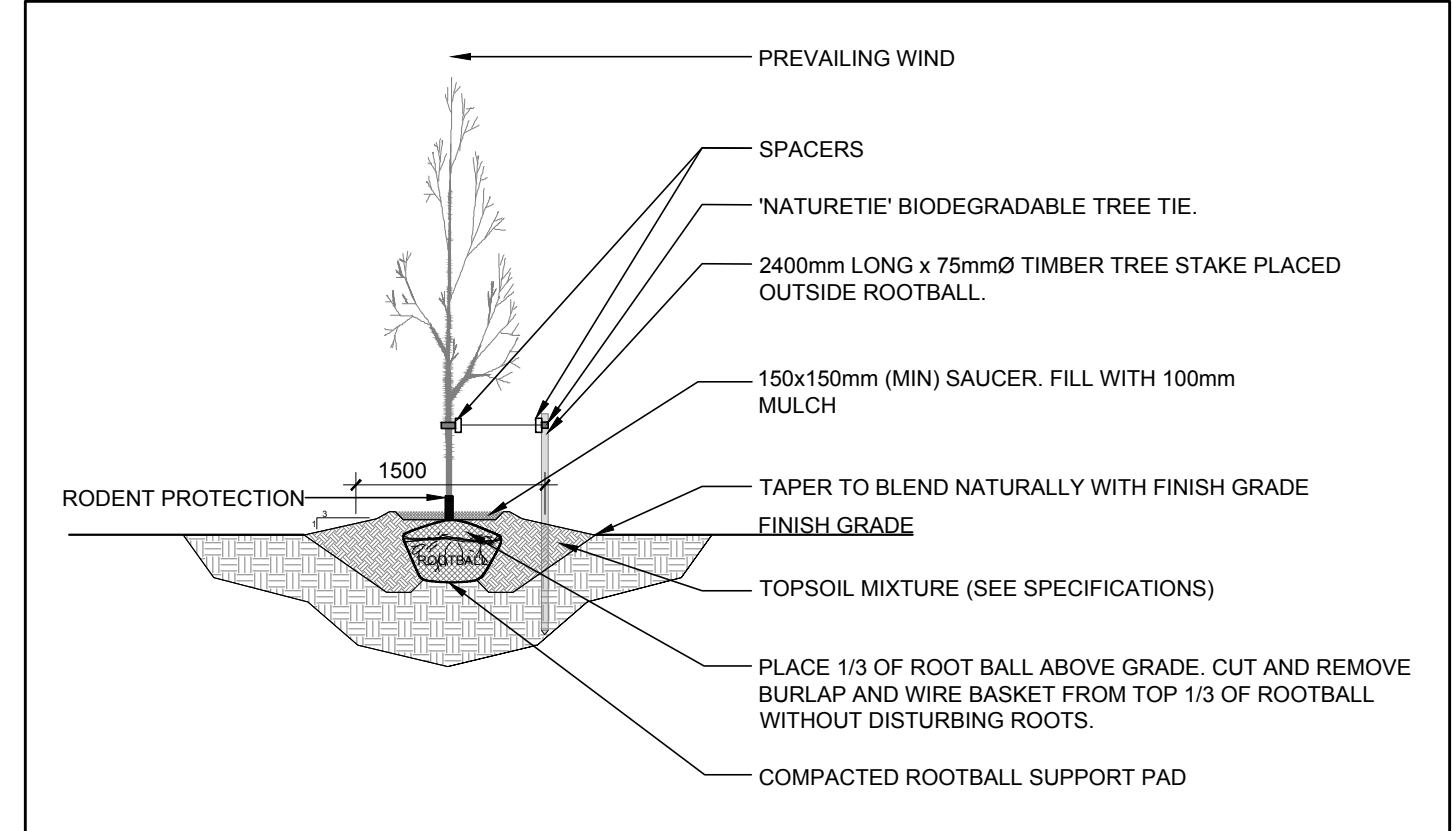 PREVAILING WIND
SPACERS
'NATURETIE' BIODEGRADABLE TREE TIE.
2400mm LONG x 75mmØ TIMBER TREE STAKE PLACED
OUTSIDE ROOTBALL.
150x150mm (MIN) SAUCER. FILL WITH 100mm
MULCH
1500
RODENT PROTECTION
3
1
TAPER TO BLEND NATURALLY WITH FINISH GRADE
FINISH GRADE
ROOTBALL
TOPSOIL MIXTURE (SEE SPECIFICATIONS)
PLACE 1/3 OF ROOT BALL ABOVE GRADE. CUT AND REMOVE
BURLAP AND WIRE BASKET FROM TOP 1/3 OF ROOTBALL
WITHOUT DISTURBING ROOTS.
COMPACTED ROOTBALL SUPPORT PAD